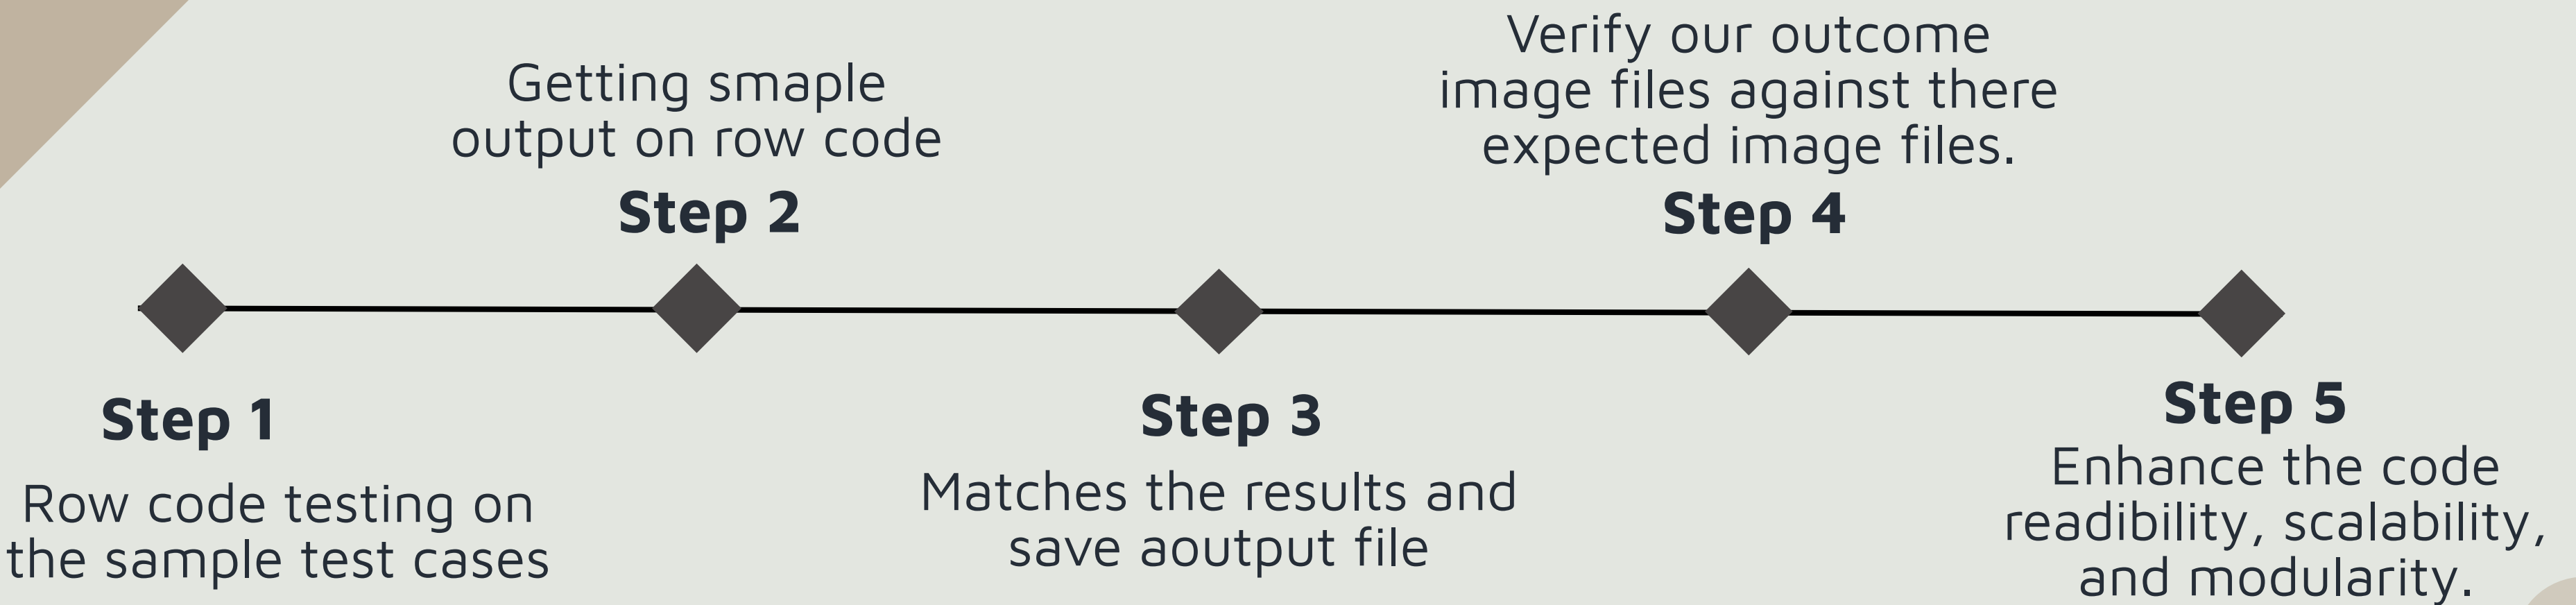 Step 1
Row code testing on
the sample test cases
Getting smaple
output on row code
Step 2
Step 3
Matches the results and
save aoutput file
Verify our outcome
image files against there
expected image files.
Step 4
Step 5
Enhance the code
readibility, scalability,
and modularity.